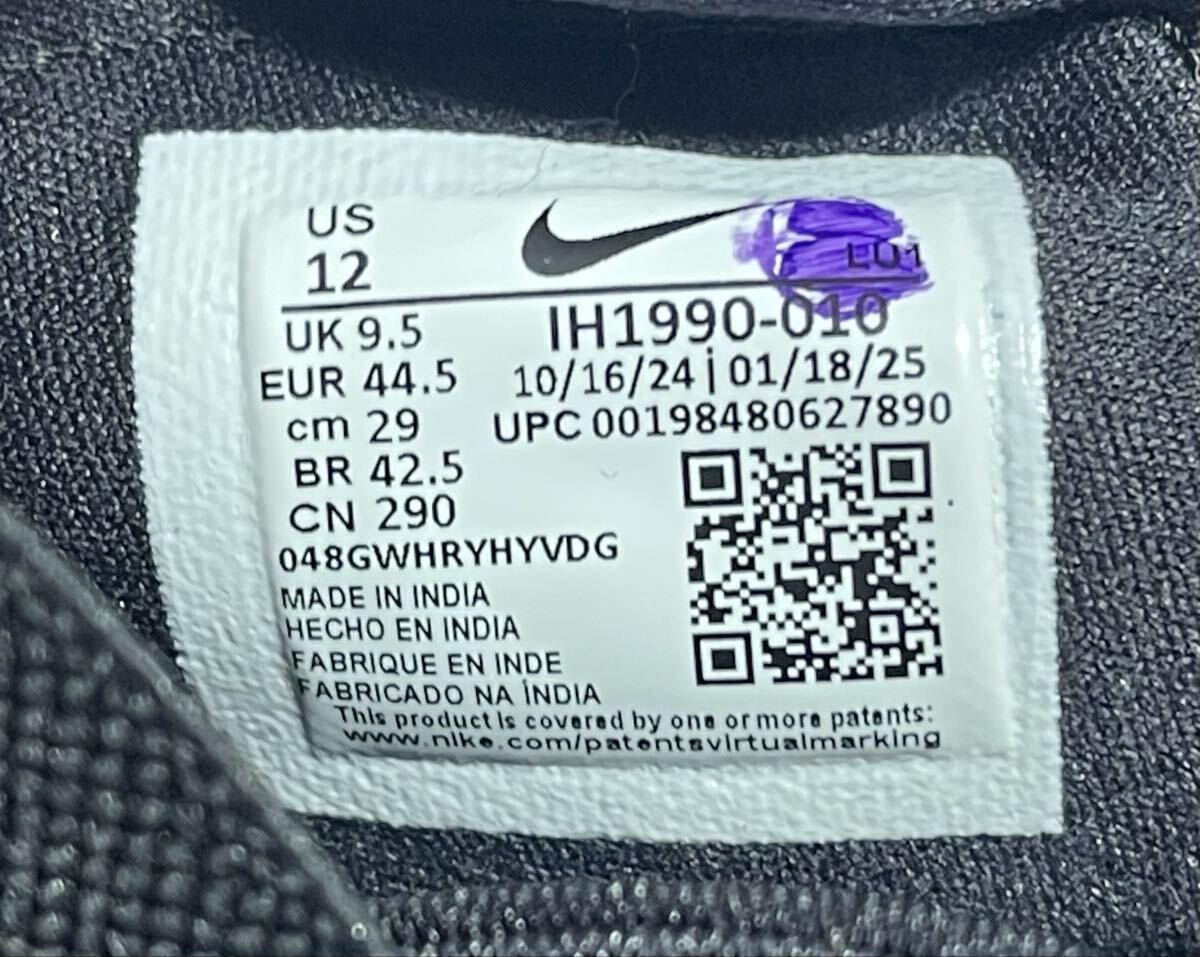 US
12
LU1
UK 9.5
IH1990-010
EUR 44.5
10/16/24 | 01/18/25
cm 29
UPC 00198480627890
BR 42.5
CN 290
048GWHRYHYVDG
MADE IN INDIA
HECHO EN INDIA
FABRIQUE EN INDE
FABRICADO NA ÍNDIA
This product is covered by one or more patents:
www.nike.com/patentsvirtualmarking